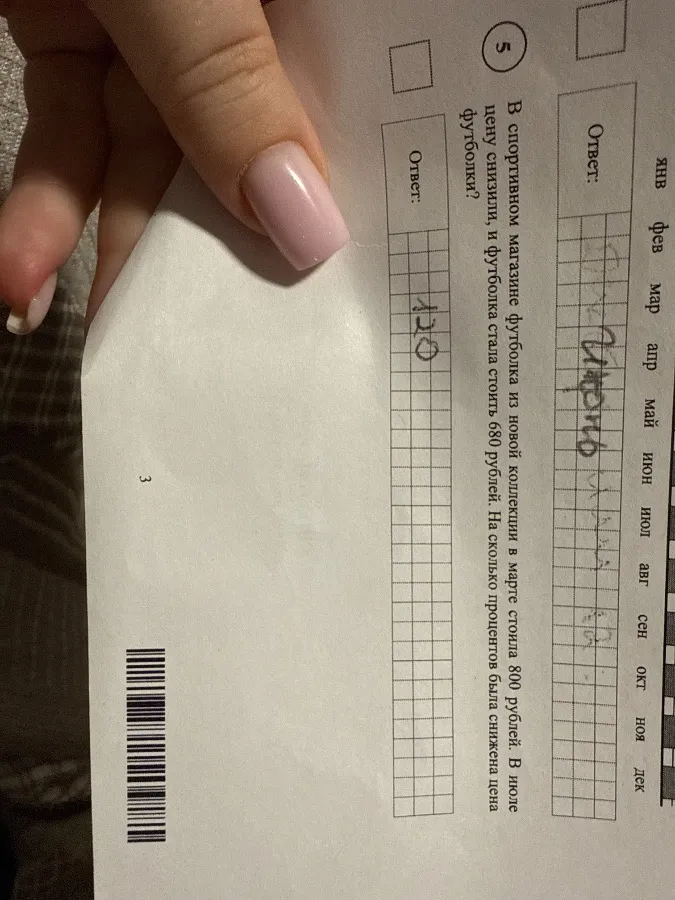 янв фев мар апр май июн июл авг сен окт ноя дек
Ответ:
Июнь
5
В спортивном магазине футболка из новой коллекции в марте стоила 800 рублей. В июле
цену снизили, и футболка стала стоить 680 рублей. На сколько процентов была снижена цена
футболки?
Ответ:
120
3